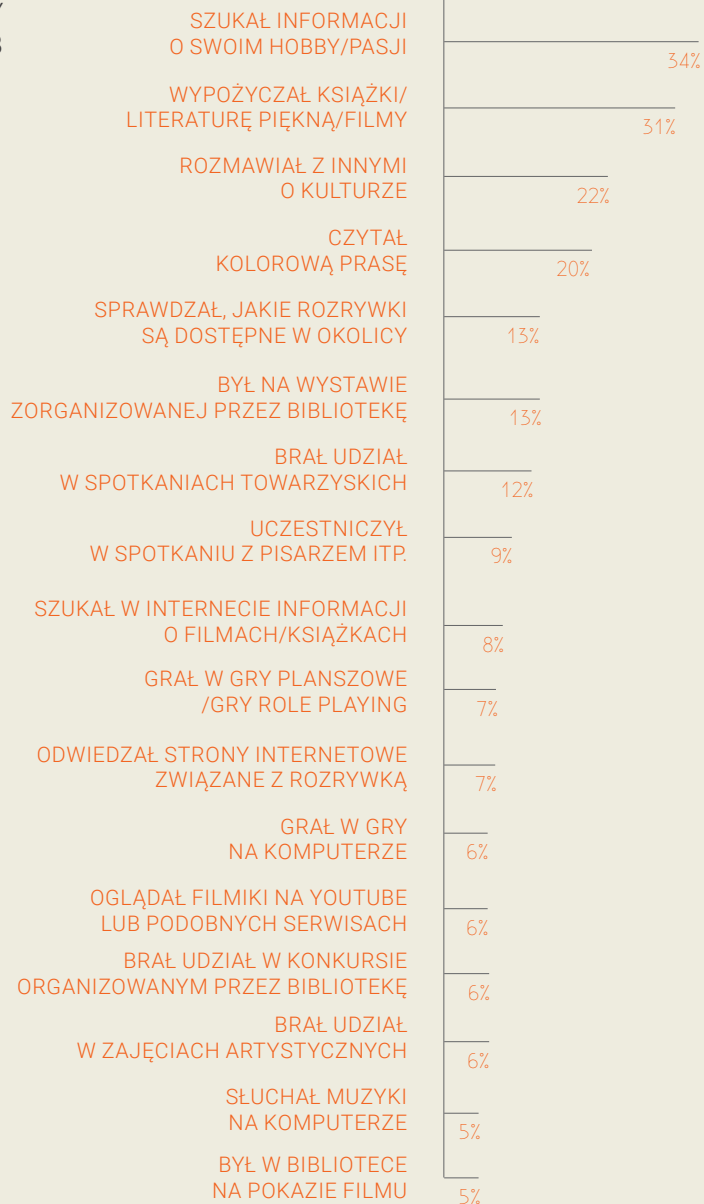 SZUKAŁ INFORMACJI
O SWOIM HOBBY/PASJI
34%
WYPOŻYCZAŁ KSIĄŻKI/
LITERATURĘ PIĘKNĄ/FILMY
31%
ROZMAWIAŁ Z INNYMI
O KULTURZE
22%
CZYTAŁ
KOLOROWĄ PRASĘ
20%
SPRAWDZAŁ, JAKIE ROZRYWKI
SĄ DOSTĘPNE W OKOLICY
13%
BYŁ NA WYSTAWIE
ZORGANIZOWANEJ PRZEZ BIBLIOTEKĘ
13%
BRAŁ UDZIAŁ
W SPOTKANIACH TOWARZYSKICH
12%
UCZESTNICZYŁ
W SPOTKANIU Z PISARZEM ITP.
9%
SZUKAŁ W INTERNECIE INFORMACJI
O FILMACH/KSIĄŻKACH
8%
GRAŁ W GRY PLANSZOWE
/GRY ROLE PLAYING
7%
ODWIEDZAŁ STRONY INTERNETOWE
ZWIĄZANE Z ROZRYWKĄ
7%
GRAŁ W GRY
NA KOMPUTERZE
6%
OGLĄDAŁ FILMIKI NA YOUTUBE
LUB PODOBNYCH SERWISACH
6%
BRAŁ UDZIAŁ W KONKURSIE
ORGANIZOWANYM PRZEZ BIBLIOTEKĘ
6%
BRAŁ UDZIAŁ
W ZAJĘCIACH ARTYSTYCZNYCH
6%
SŁUCHAŁ MUZYKI
NA KOMPUTERZE
5%
BYŁ W BIBLIOTECE
NA POKAZIE FILMU
5%